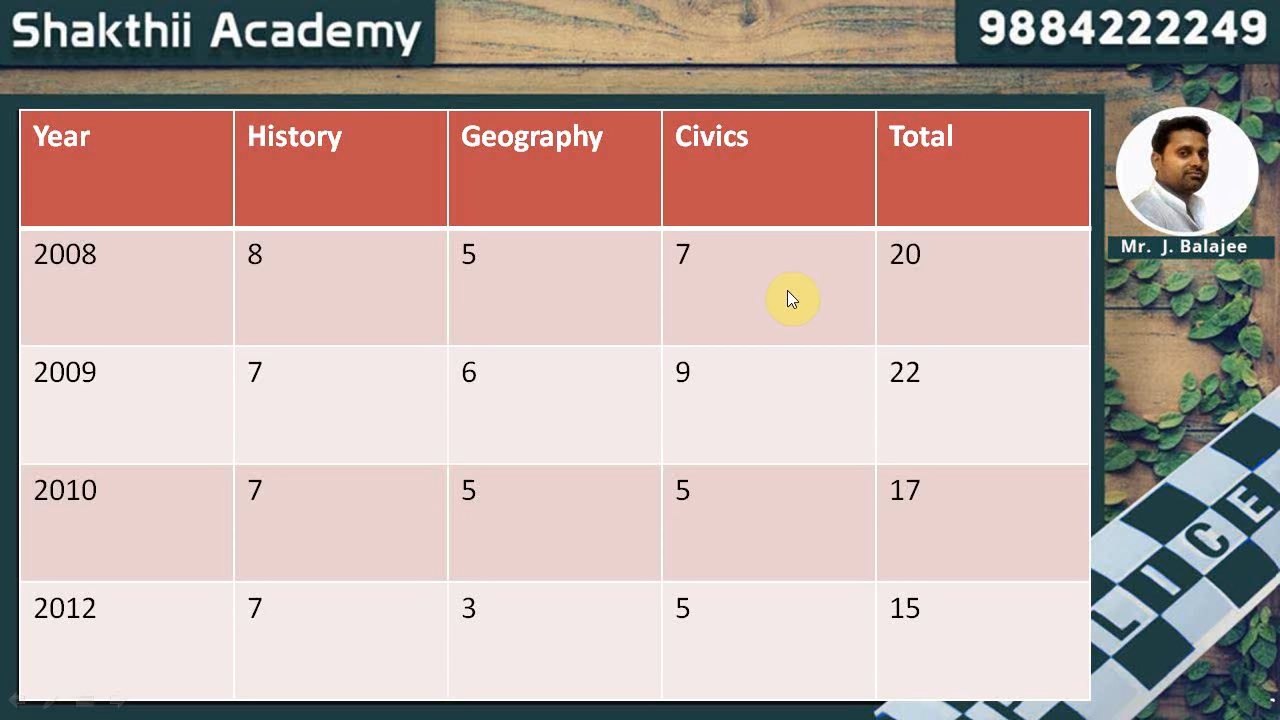 Shakthii Academy
9884222249
Year History Geography Civics Total
2008 8 5 7 20
2009 7 6 9 22
2010 7 5 5 17
2012 7 3 5 15
Mr. J. Balajee
LICE